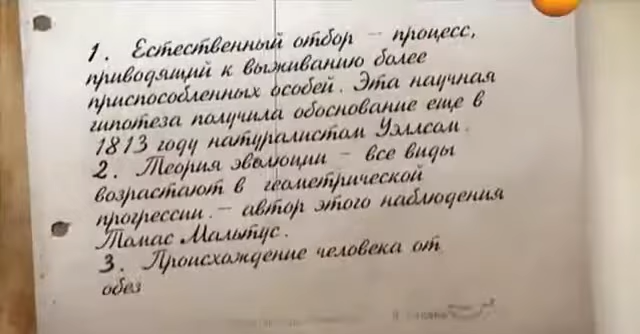 1. Естественный отбор – процесс,
приводящий к выживанию более
приспособленных особей. Эта научная
гипотеза получила обоснование еще в
1813 году натуралистом Уэллсом.
2. Теория эволюции – все виды
возрастают в геометрической
прогрессии. – автор этого наблюдения
Томас Мальтус.
3. Происхождение человека от
обез